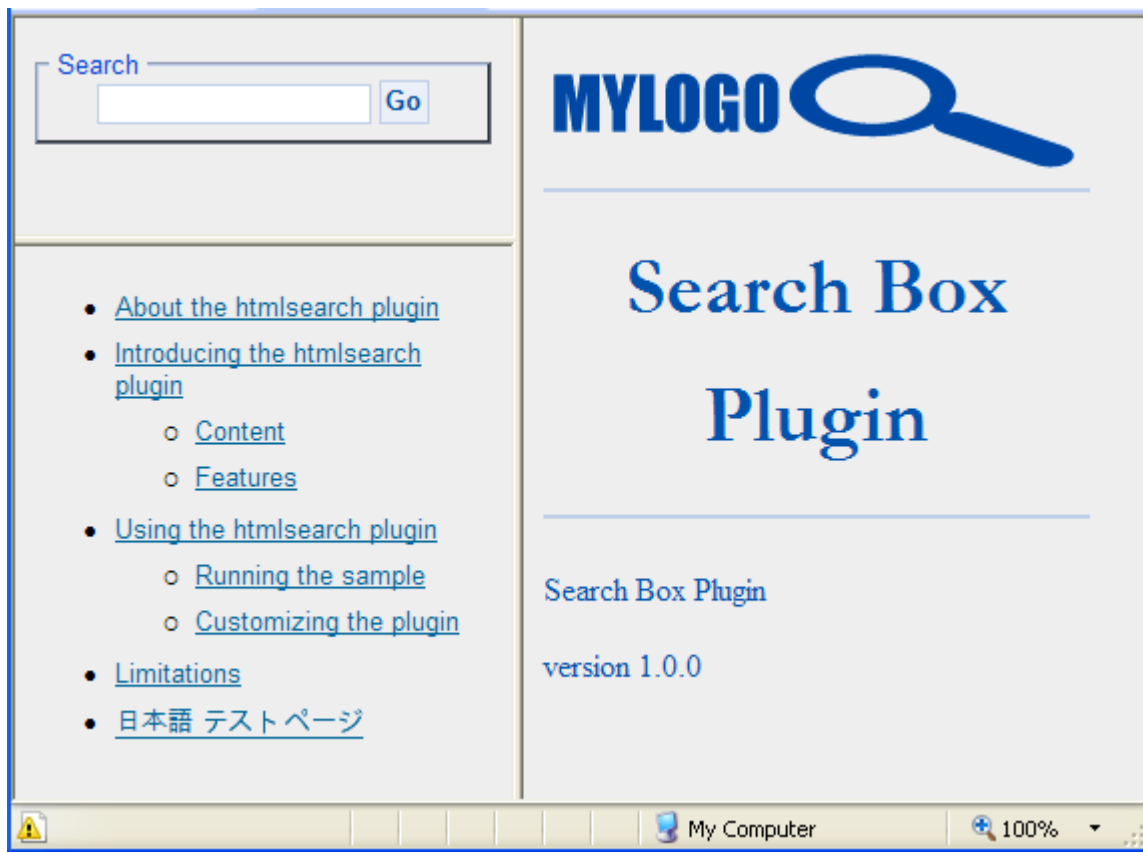 Search
Go
About the htmlsearch plugin
Introducing the htmlsearch
plugin
Content
Features
Using the htmlsearch plugin
Running the sample
Customizing the plugin
Limitations
日本語 テストページ
MYLOGO
Search Box
Plugin
Search Box Plugin
version 1.0.0
My Computer
100%